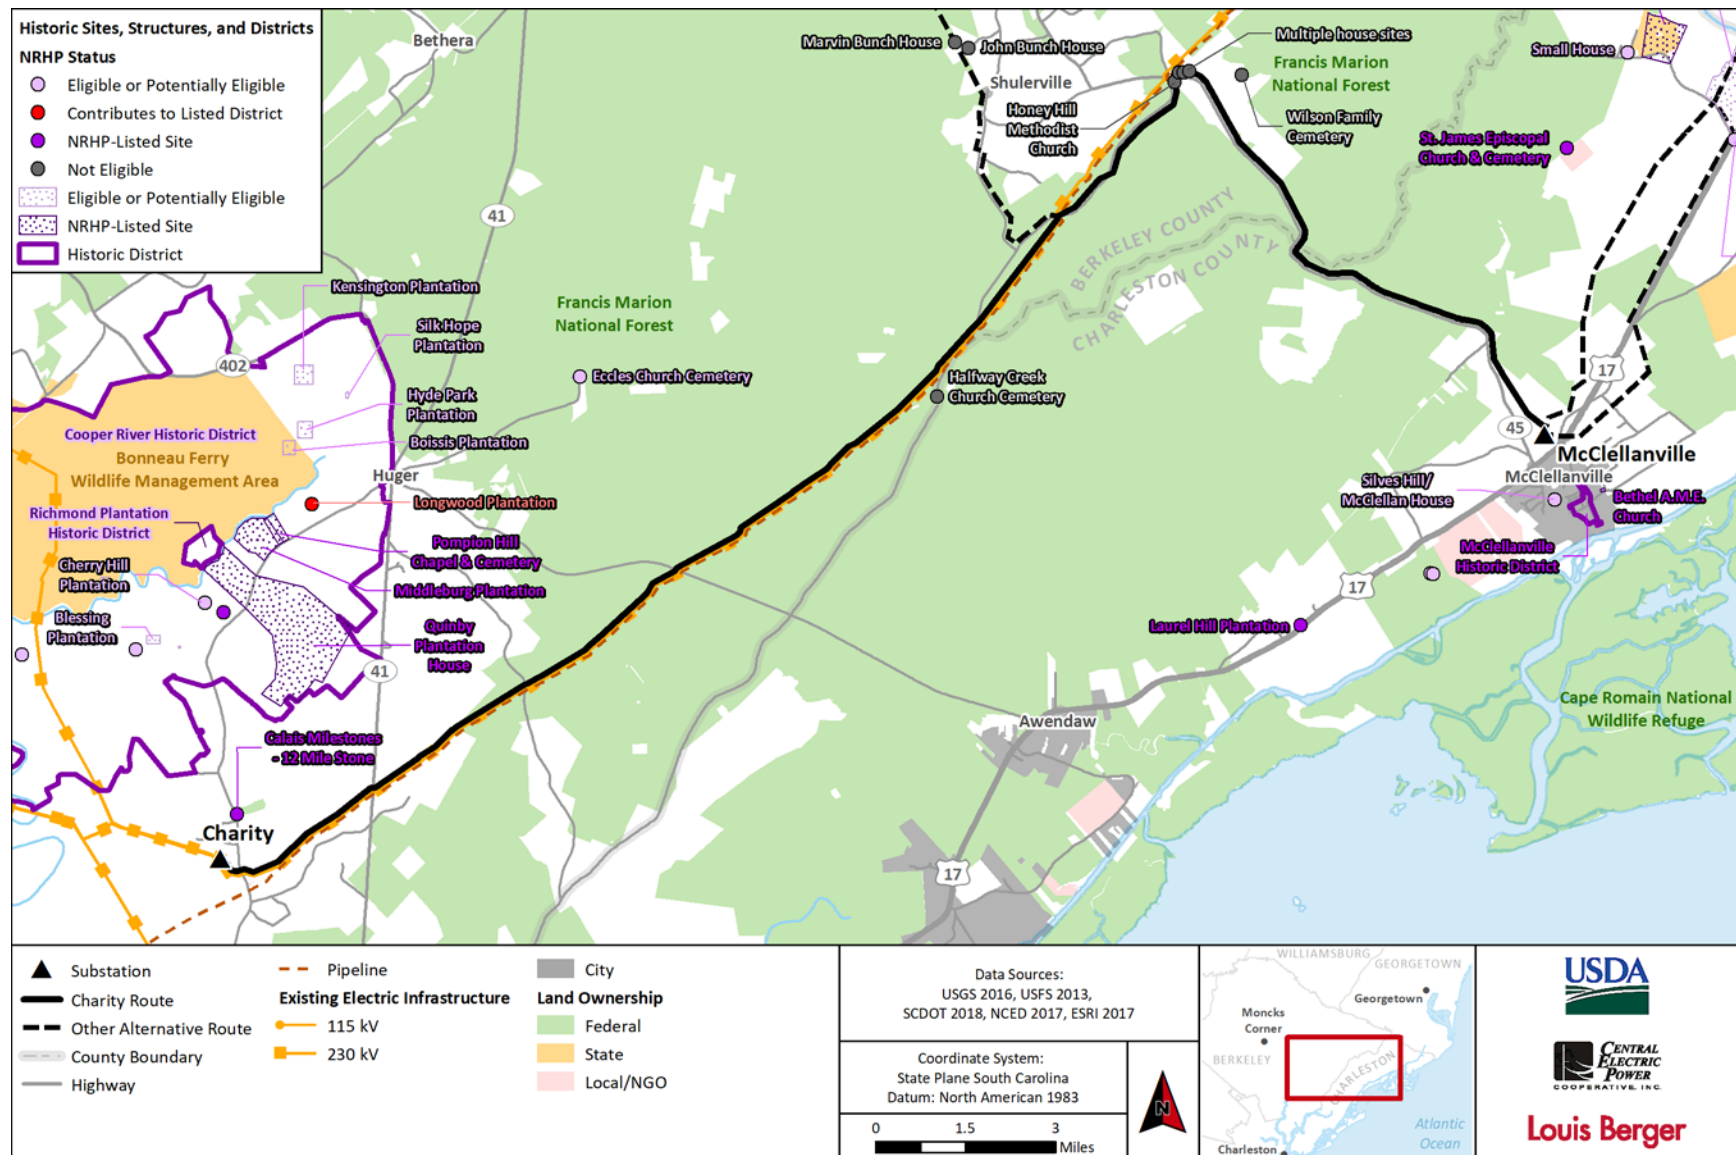 Historic Sites, Structures, and Districts
NRHP Status
Eligible or Potentially Eligible
Contributes to Listed District
NRHP-Listed Site
Not Eligible
Eligible or Potentially Eligible
NRHP-Listed Site
Historic District
Bethera
41
Marvin Bunch House
John Bunch House
Shulerville
Multiple house sites
Francis Marion
National Forest
Honey Hill
Methodist
Church
Wilson Family
Cemetery
Small House
St. James Episcopal
Church & Cemetery
BERKELEY COUNTY
CHARLESTON COUNTY
Kensington Plantation
Silk Hope
Plantation
402
Francis Marion
National Forest
Eccles Church Cemetery
Halfway Creek
Church Cemetery
17
Hyde Park
Plantation
Cooper River Historic District
Bonneau Ferry
Wildlife Management Area
Boissis Plantation
Huger
45
McClellanville
McClellanville
Silves Hill/
McClellan House
Bethel A.M.E.
Church
Longwood Plantation
Richmond Plantation
Historic District
Pompion Hill
Chapel & Cemetery
McClellanville
Historic District
Cherry Hill
Plantation
Middleburg Plantation
17
Blessing
Plantation
Quinby
Plantation
House
Laurel Hill Plantation
41
Cape Romain National
Wildlife Refuge
Awendaw
Calais Milestones
- 12 Mile Stone
Charity
17
Substation
Charity Route
Other Alternative Route
County Boundary
Highway
Pipeline
Existing Electric Infrastructure
115 kV
230 kV
City
Land Ownership
Federal
State
Local/NGO
Data Sources:
USGS 2016, USFS 2013,
SCDOT 2018, NCED 2017, ESRI 2017
Coordinate System:
State Plane South Carolina
Datum: North American 1983
0 1.5 3
Miles
N
WILLIAMSBURG
GEORGETOWN
Georgetown
Moncks
Corner
BERKELEY
CHARLESTON
Charleston
Atlantic
Ocean
USDA
CENTRAL
ELECTRIC
POWER
COOPERATIVE, INC.
Louis Berger